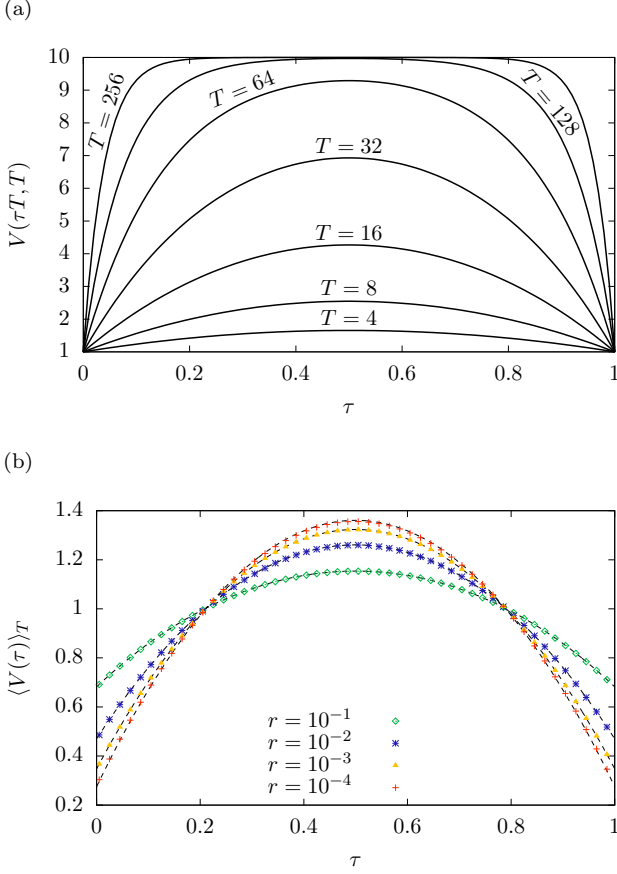 (a)
10
9
8
7
6
5
4
3
2
1
V(τT, T)
T = 256
T = 64
T = 128
T = 32
T = 16
T = 8
T = 4
0 0.2 0.4 0.6 0.8 1
τ
(b)
1.4
1.2
1
0.8
0.6
0.4
0.2
⟨V(τ)⟩_T
r = 10⁻¹
r = 10⁻²
r = 10⁻³
r = 10⁻⁴
0 0.2 0.4 0.6 0.8 1
τ